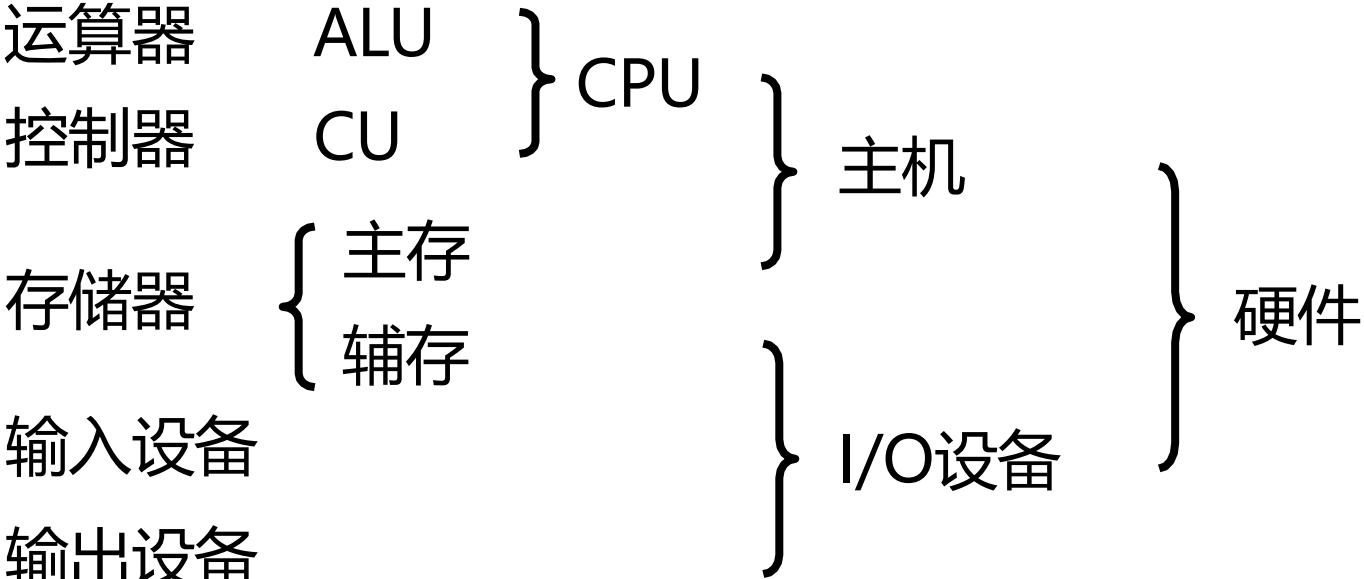 运算器 ALU
CPU
控制器 CU
主机
主存
存储器
硬件
辅存
输入设备
I/O设备
输出设备